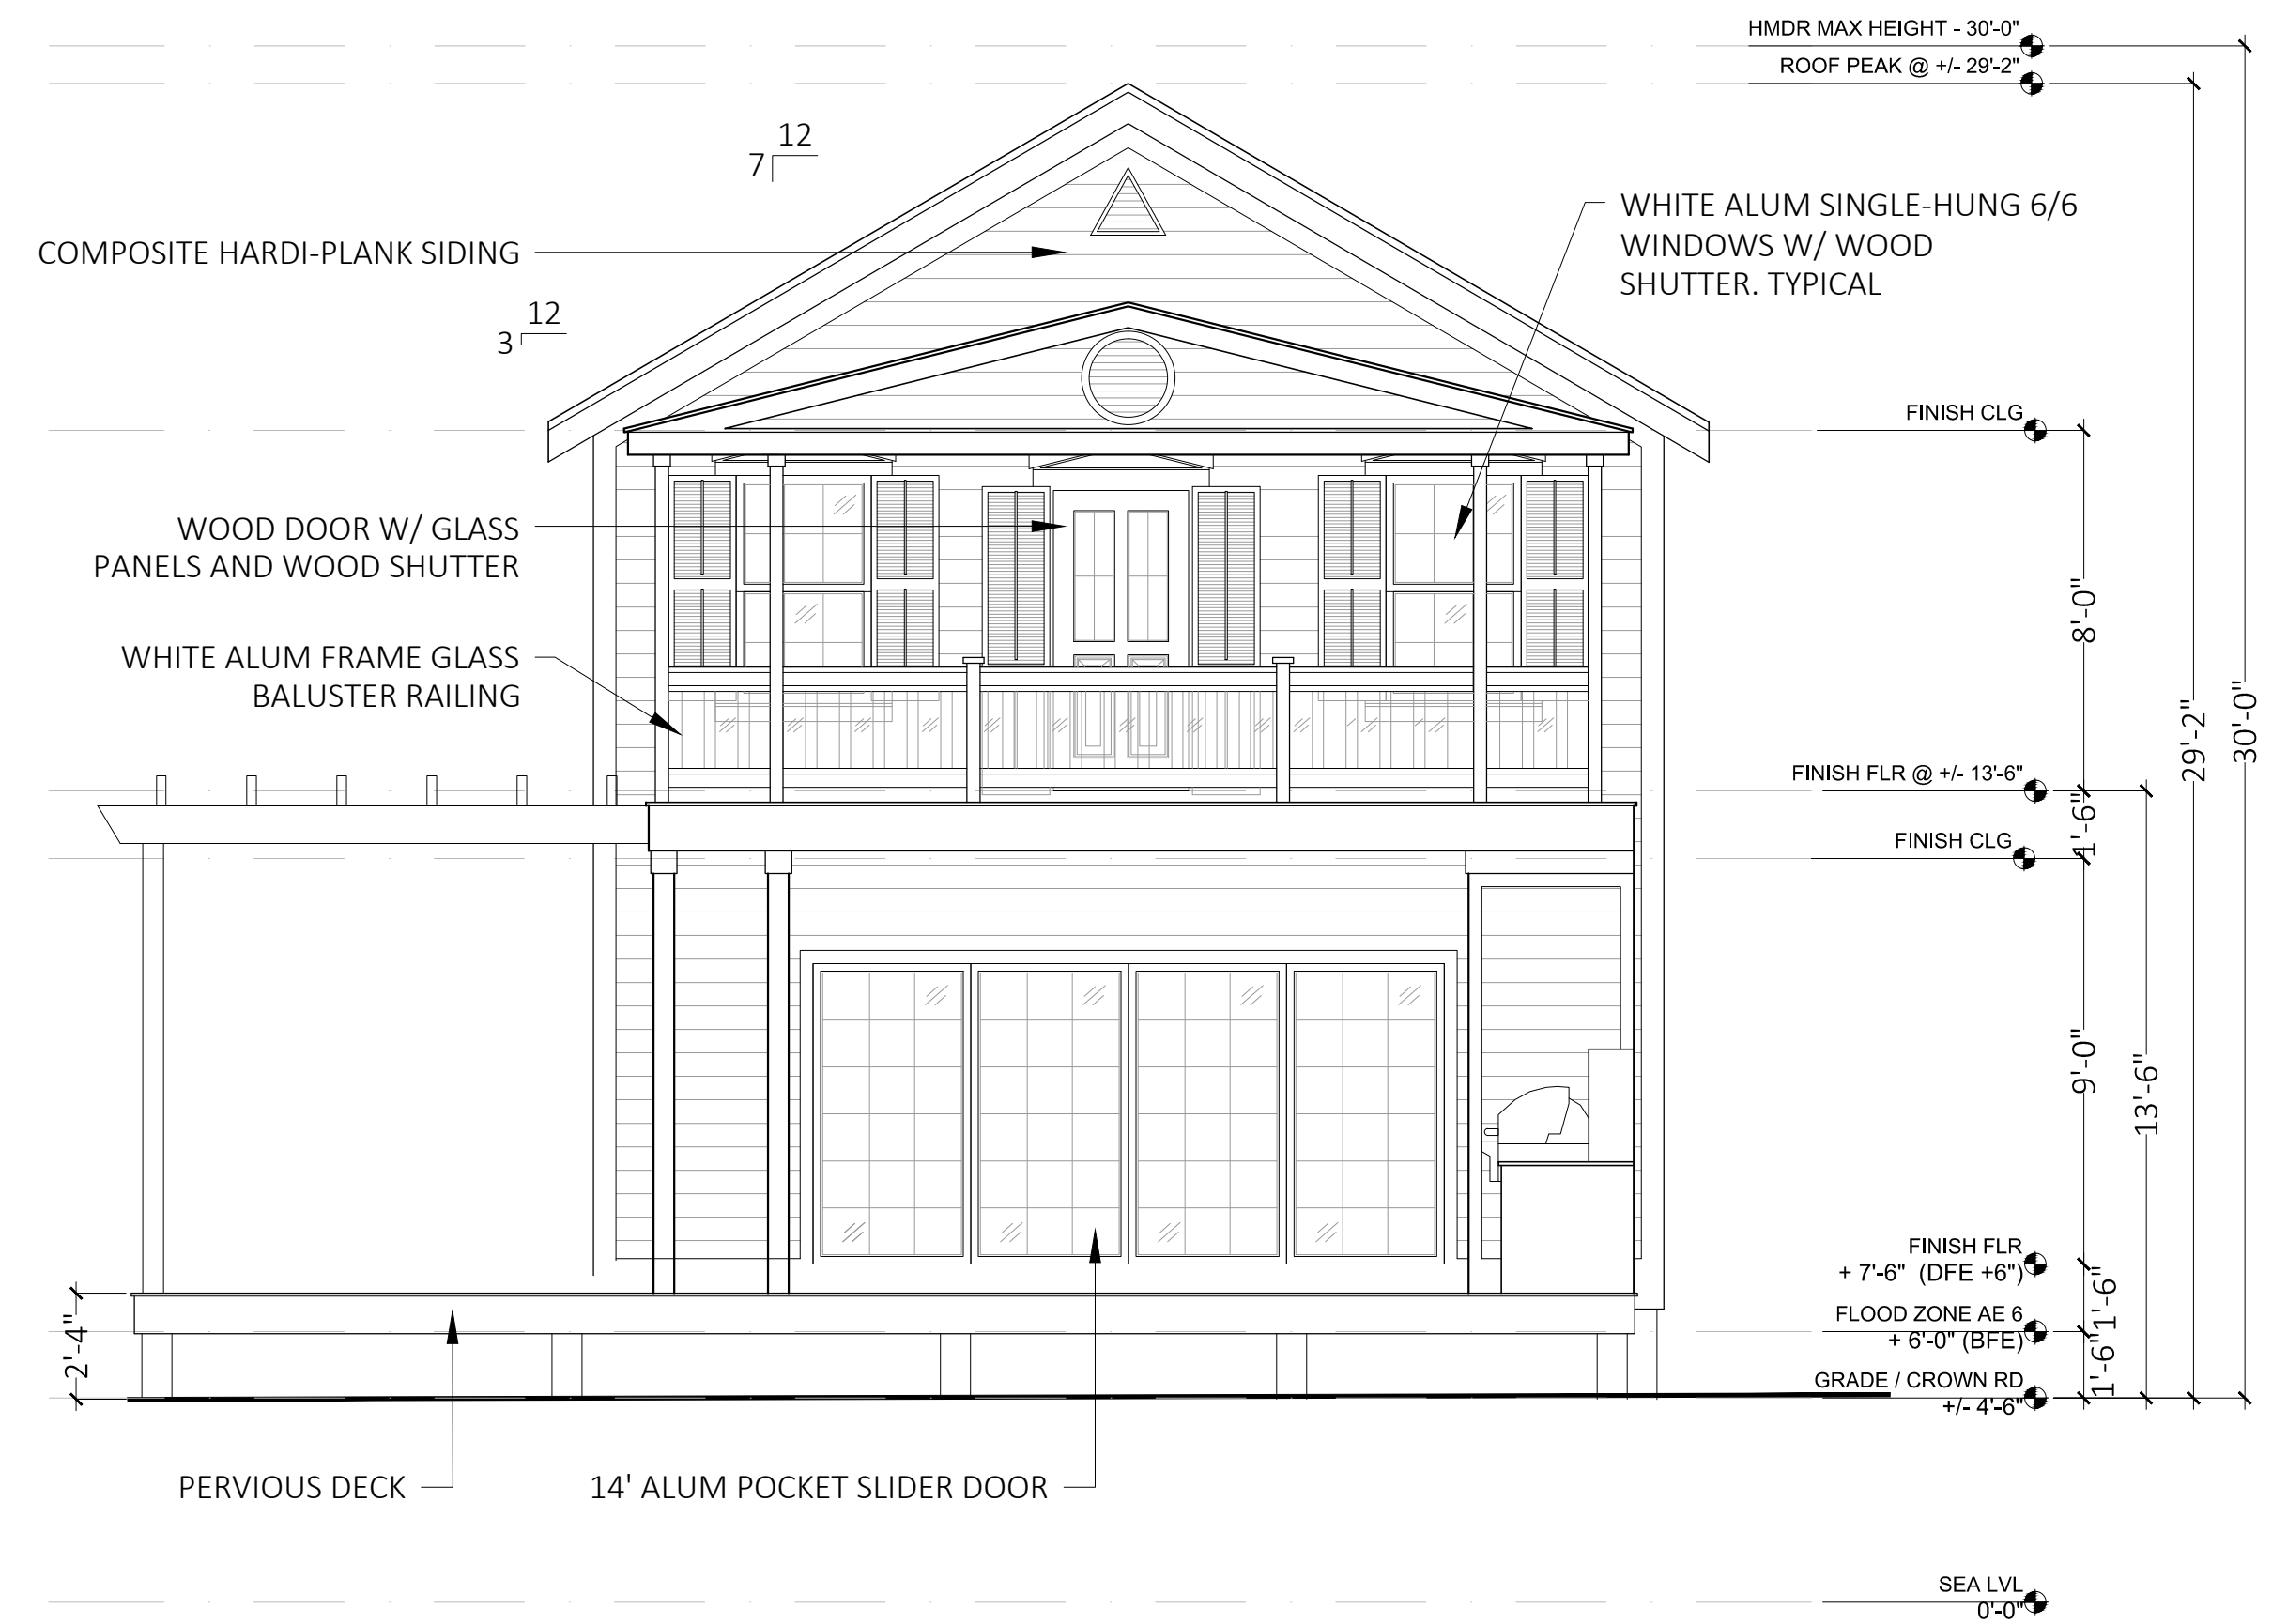 HMDR MAX HEIGHT - 30'-0"
ROOF PEAK @ +/- 29'-2"
12
7
WHITE ALUM SINGLE-HUNG 6/6
WINDOWS W/ WOOD
SHUTTER. TYPICAL
COMPOSITE HARDI-PLANK SIDING
12
3
FINISH CLG
WOOD DOOR W/ GLASS
PANELS AND WOOD SHUTTER
8'-0"
WHITE ALUM FRAME GLASS
BALUSTER RAILING
29'-2"
30'-0"
FINISH FLR @ +/- 13'-6"
1'-6"
FINISH CLG
9'-0"
13'-6"
FINISH FLR
+ 7'-6" (DFE +6")
1'-6"
FLOOD ZONE AE 6
+ 6'-0" (BFE)
2'-4"
1'-6"
GRADE / CROWN RD
+/- 4'-6"
PERVIOUS DECK
14' ALUM POCKET SLIDER DOOR
SEA LVL
0'-0"